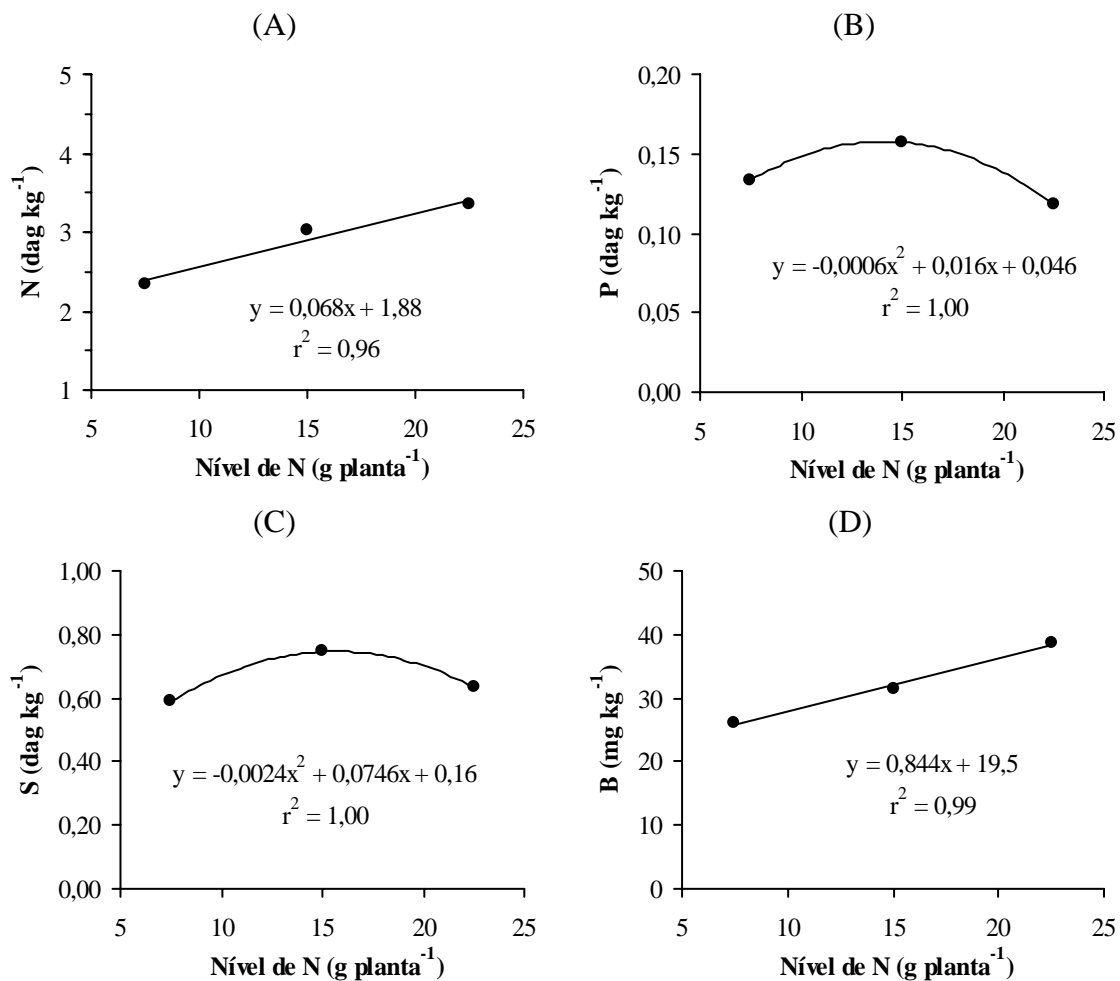 (A)
5
4
3
2
1
N (dag kg⁻¹)
y = 0,068x + 1,88
r² = 0,96
5 10 15 20 25
Nível de N (g planta⁻¹)
(B)
0,20
0,15
0,10
0,05
0,00
P (dag kg⁻¹)
y = -0,0006x² + 0,016x + 0,046
r² = 1,00
5 10 15 20 25
Nível de N (g planta⁻¹)
(C)
1,00
0,80
0,60
0,40
0,20
0,00
S (dag kg⁻¹)
y = -0,0024x² + 0,0746x + 0,16
r² = 1,00
5 10 15 20 25
Nível de N (g planta⁻¹)
(D)
50
40
30
20
10
0
B (mg kg⁻¹)
y = 0,844x + 19,5
r² = 0,99
5 10 15 20 25
Nível de N (g planta⁻¹)